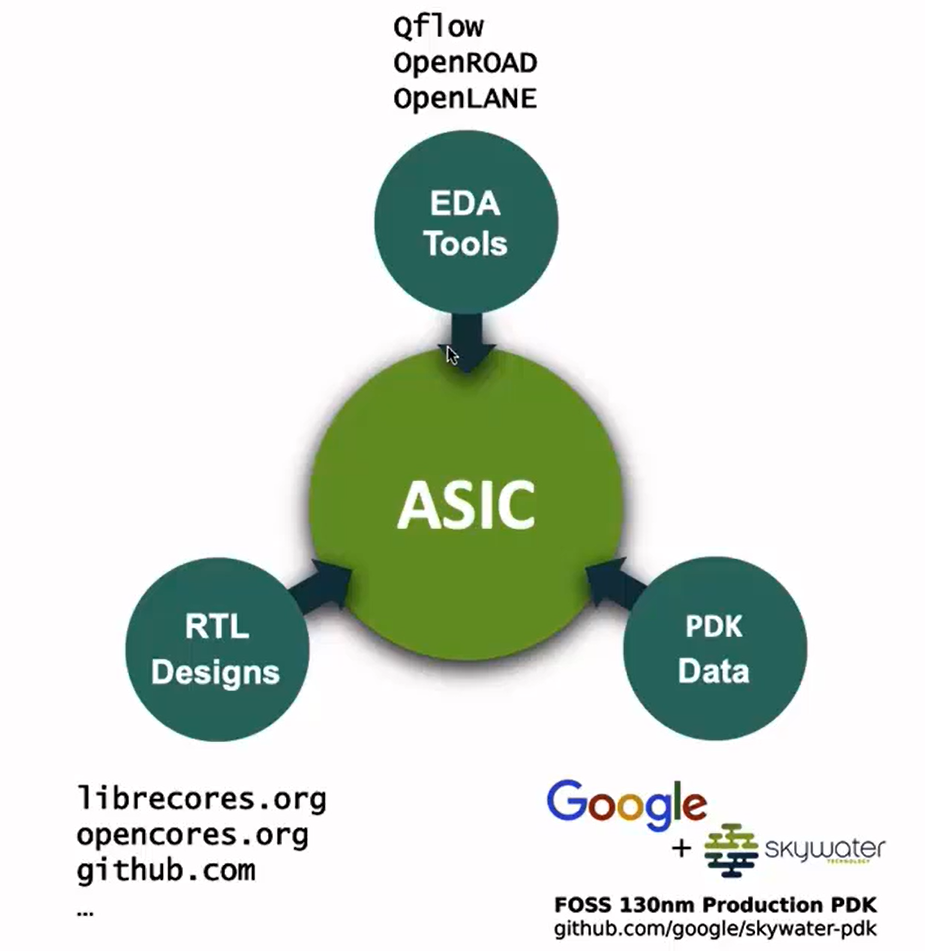 Qflow
OpenROAD
OpenLANE
EDA
Tools
ASIC
RTL
Designs
PDK
Data
librecores.org
opencores.org
github.com
...
Google
+ skywater
TECHNOLOGY
FOSS 130nm Production PDK
github.com/google/skywater-pdk